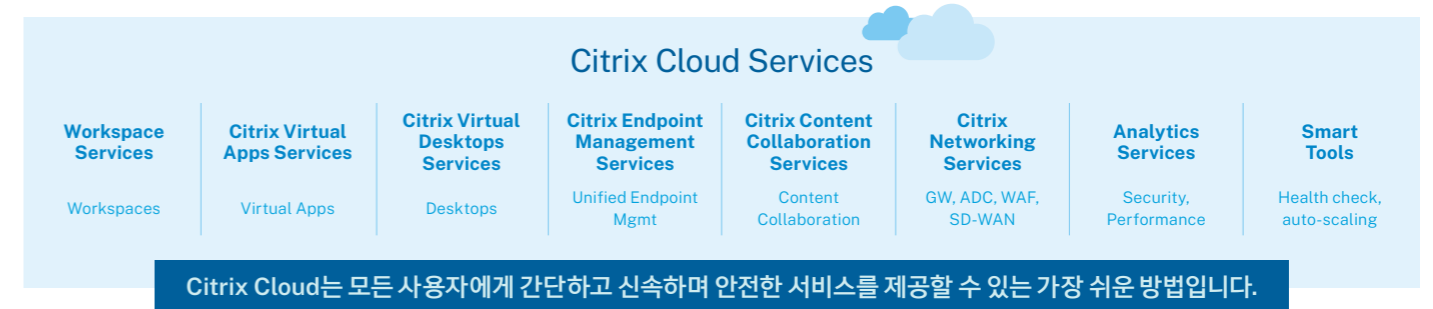 Citrix Cloud Services
Workspace
Services
Workspaces
Citrix Virtual
Apps Services
Virtual Apps
Citrix Virtual
Desktops
Services
Desktops
Citrix Endpoint
Management
Services
Unified Endpoint
Mgmt
Citrix Content
Collaboration
Services
Content
Collaboration
Citrix
Networking
Services
GW, ADC, WAF,
SD-WAN
Analytics
Services
Security,
Performance
Smart
Tools
Health check,
auto-scaling
Citrix Cloud는 모든 사용자에게 간단하고 신속하며 안전한 서비스를 제공할 수 있는 가장 쉬운 방법입니다.